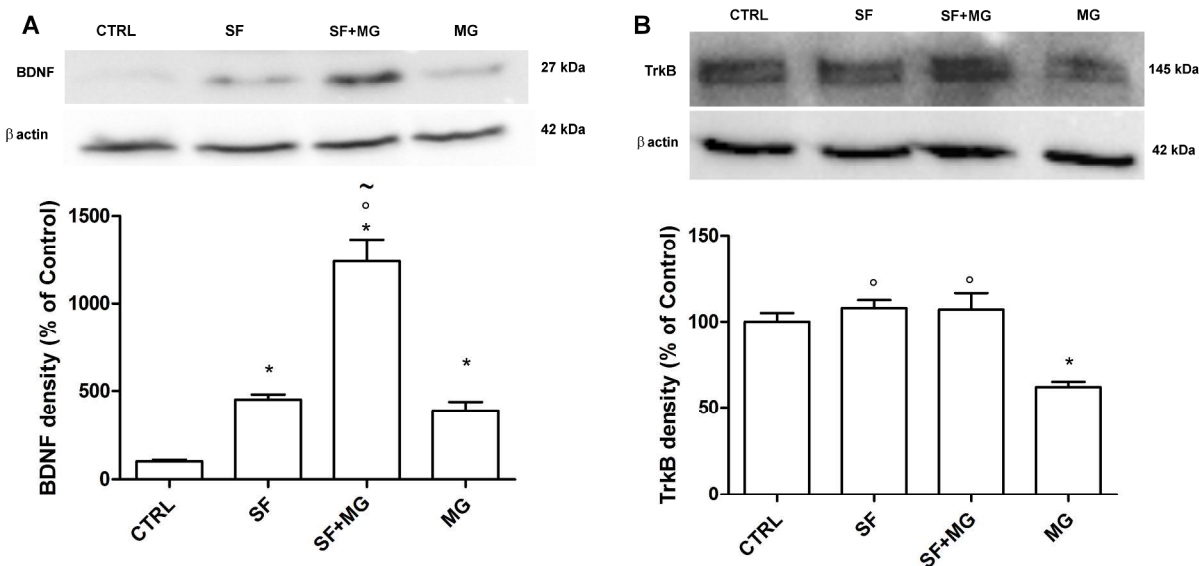 A
CTRL SF SF+MG MG
BDNF 27 kDa
β actin 42 kDa
~
°
*
* *
BDNF density (% of Control)
1500
1000
500
0
CTRL SF SF+MG MG
B
CTRL SF SF+MG MG
TrkB 145 kDa
β actin 42 kDa
° °
*
TrkB density (% of Control)
150
100
50
0
CTRL SF SF+MG MG